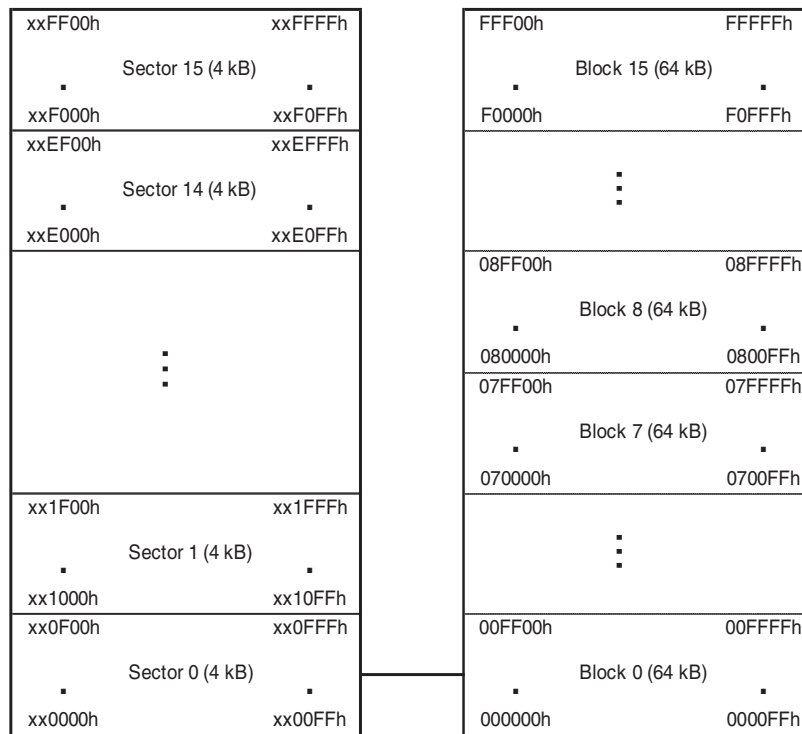 xxFF00h xxFFFFh
Sector 15 (4 kB)
xxF000h xxF0FFh
xxEF00h xxEFFFh
Sector 14 (4 kB)
xxE000h xxE0FFh
xx1F00h xx1FFFh
Sector 1 (4 kB)
xx1000h xx10FFh
xx0F00h xx0FFFh
Sector 0 (4 kB)
xx0000h xx00FFh
FFF00h FFFFFh
Block 15 (64 kB)
F0000h F0FFFh
08FF00h 08FFFFh
Block 8 (64 kB)
080000h 0800FFh
07FF00h 07FFFFh
Block 7 (64 kB)
070000h 0700FFh
00FF00h 00FFFFh
Block 0 (64 kB)
000000h 0000FFh